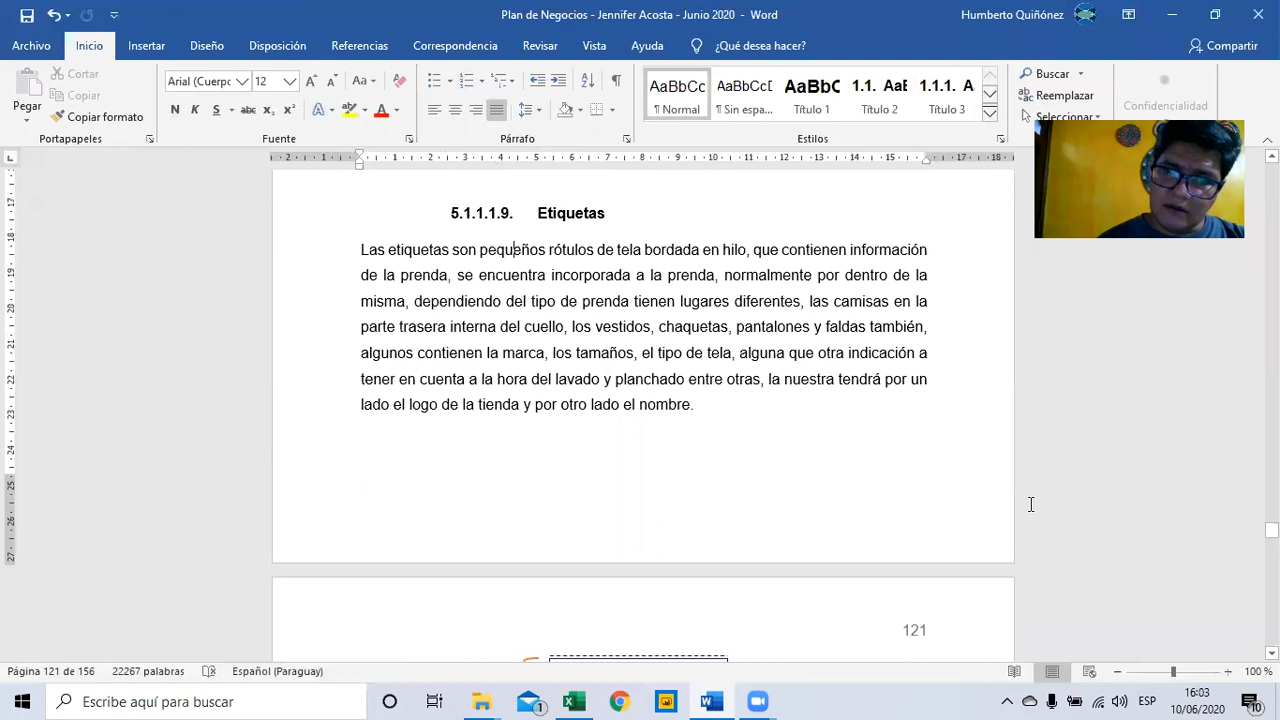 Plan de Negocios - Jennifer Acosta - Junio 2020 - Word
Humberto Quiñónez
Archivo Inicio Insertar Diseño Disposición Referencias Correspondencia Revisar Vista Ayuda ¿Qué desea hacer? Compartir
Pegar
Cortar
Copiar
Copiar formato
Portapapeles
Arial (Cuerpo 12
Fuente
Párrafo
AaBbCc AaBbCcD AaBbC 1.1. AaB 1.1.1. A
¶ Normal ¶ Sin espa... Título 1 Título 2 Título 3
Estilos
Buscar
Reemplazar
Seleccionar
Confidencialidad
5.1.1.1.9. Etiquetas
Las etiquetas son pequeños rótulos de tela bordada en hilo, que contienen información
de la prenda, se encuentra incorporada a la prenda, normalmente por dentro de la
misma, dependiendo del tipo de prenda tienen lugares diferentes, las camisas en la
parte trasera interna del cuello, los vestidos, chaquetas, pantalones y faldas también,
algunos contienen la marca, los tamaños, el tipo de tela, alguna que otra indicación a
tener en cuenta a la hora del lavado y planchado entre otras, la nuestra tendrá por un
lado el logo de la tienda y por otro lado el nombre.
121
Página 121 de 156 22267 palabras Español (Paraguay) 100 %
Escribe aquí para buscar
ESP
16:03
10/06/2020